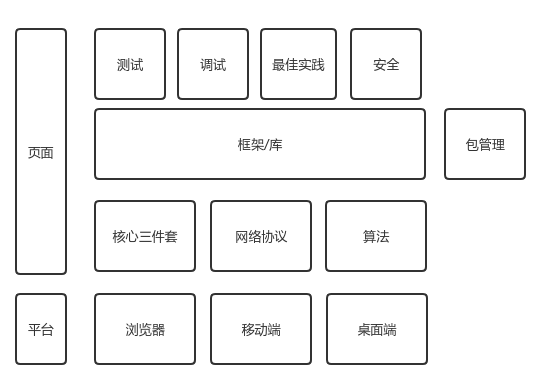 测试
调试
最佳实践
安全
页面
框架/库
包管理
核心三件套
网络协议
算法
平台
浏览器
移动端
桌面端